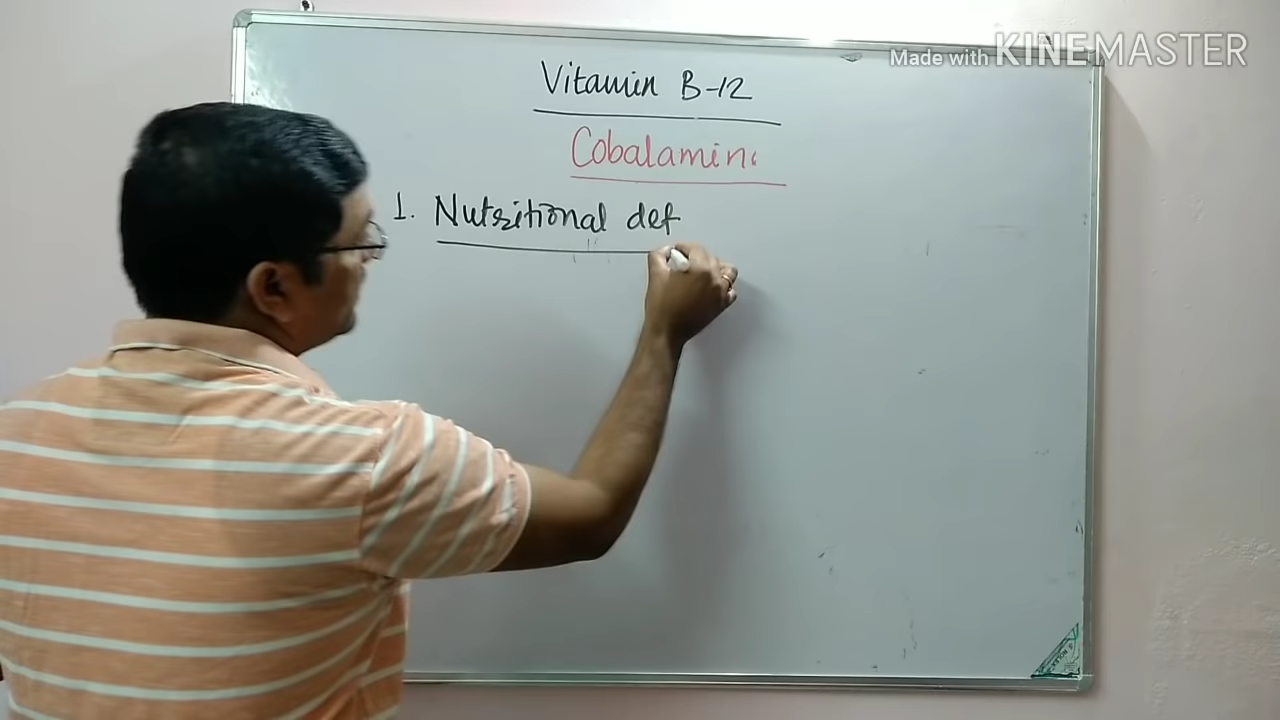 Made with KINEMASTER
Vitamin B-12
Cobalamin
1. Nutritional def